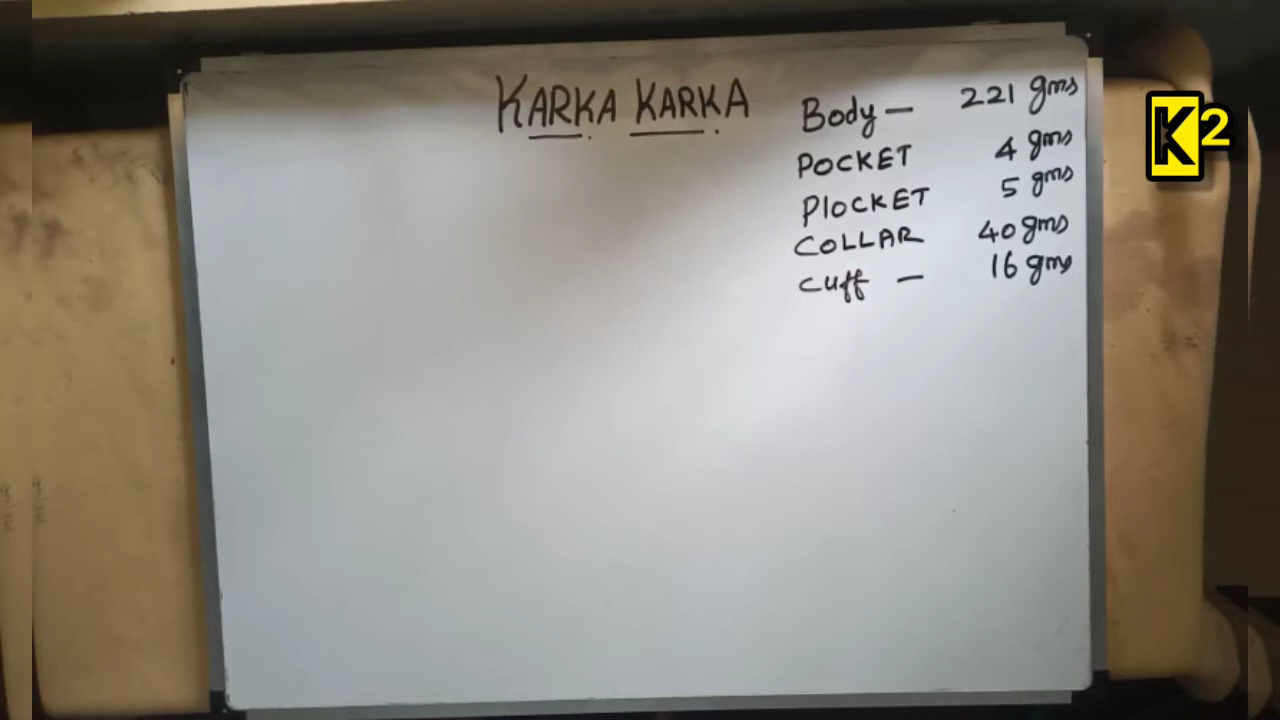 KARKA KARKA
Body — 221 gms
POCKET 4 gms
PlOCKET 5 gms
COLLAR 40 gms
Cuff — 16 gms
K2